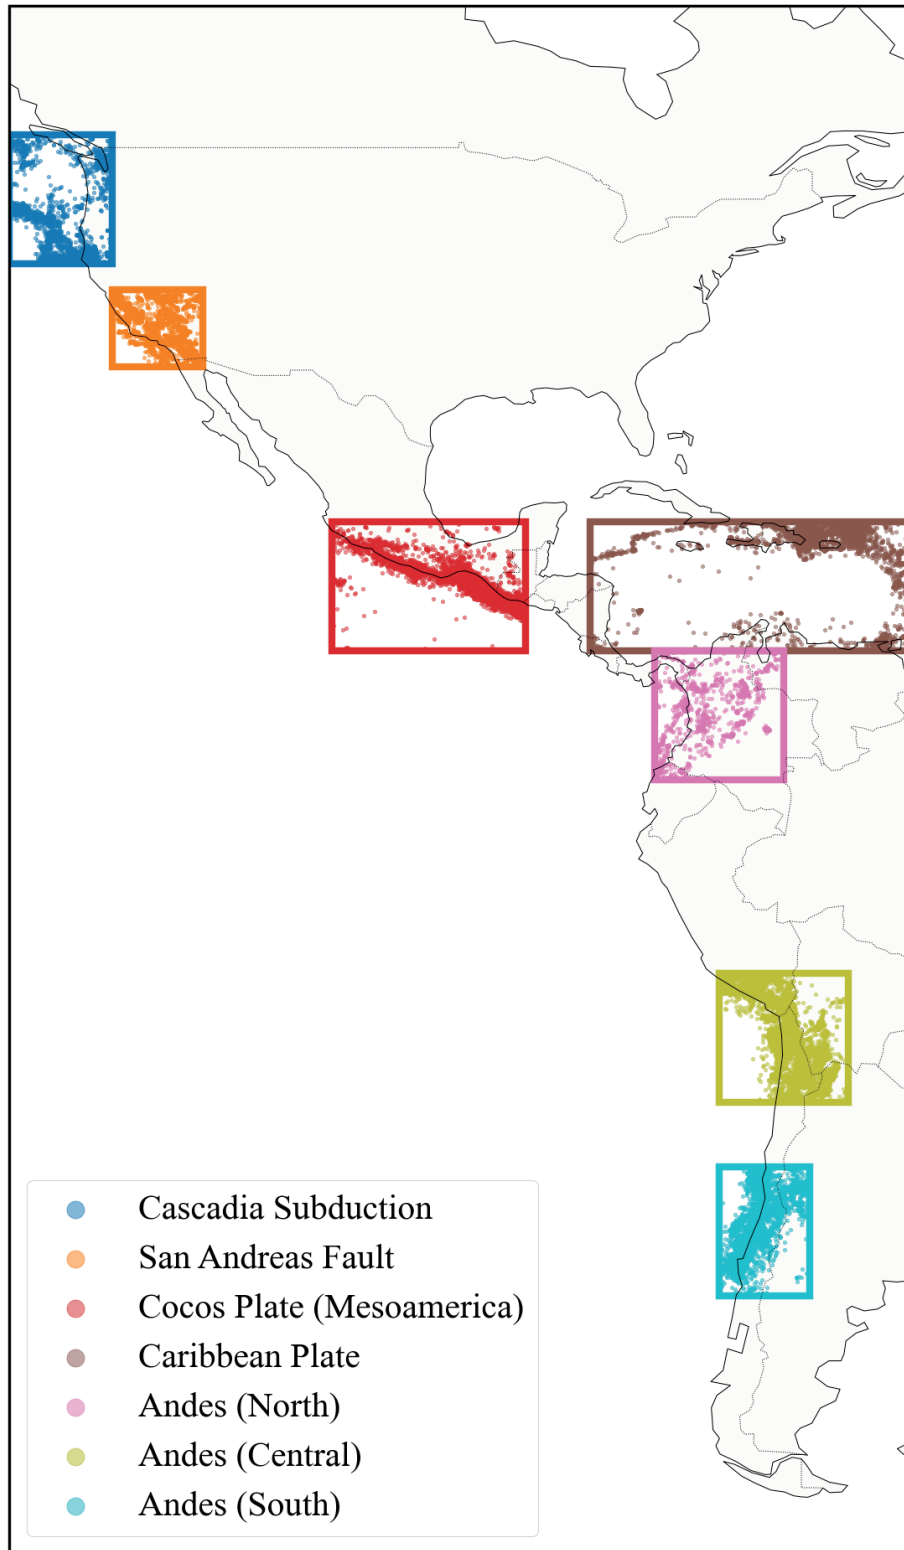 Cascadia Subduction
San Andreas Fault
Cocos Plate (Mesoamerica)
Caribbean Plate
Andes (North)
Andes (Central)
Andes (South)